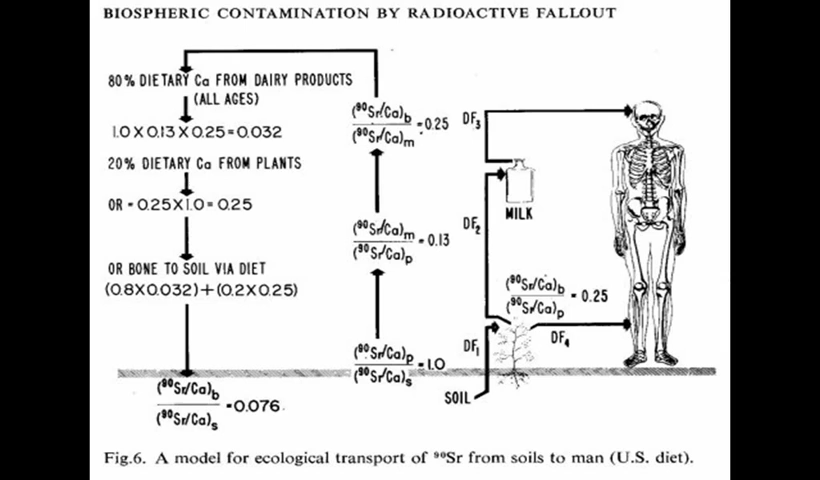 BIOSPHERIC CONTAMINATION BY RADIOACTIVE FALLOUT
80% DIETARY Ca FROM DAIRY PRODUCTS
(ALL AGES)
1.0 X 0.13 X 0.25 = 0.032
20% DIETARY Ca FROM PLANTS
OR - 0.25 X 1.0 = 0.25
OR BONE TO SOIL VIA DIET
(0.8 X 0.032) + (0.2 X 0.25)
(⁹⁰Sr/Ca)b
(⁹⁰Sr/Ca)s
-0.076
(⁹⁰Sr/Ca)b
(⁹⁰Sr/Ca)m
= 0.25
(⁹⁰Sr/Ca)m
(⁹⁰Sr/Ca)p
= 0.13
(⁹⁰Sr/Ca)p
(⁹⁰Sr/Ca)s
= 1.0
DF3
MILK
DF2
(⁹⁰Sr/Ca)b
(⁹⁰Sr/Ca)p
= 0.25
DF1
DF4
SOIL
Fig.6. A model for ecological transport of ⁹⁰Sr from soils to man (U.S. diet).